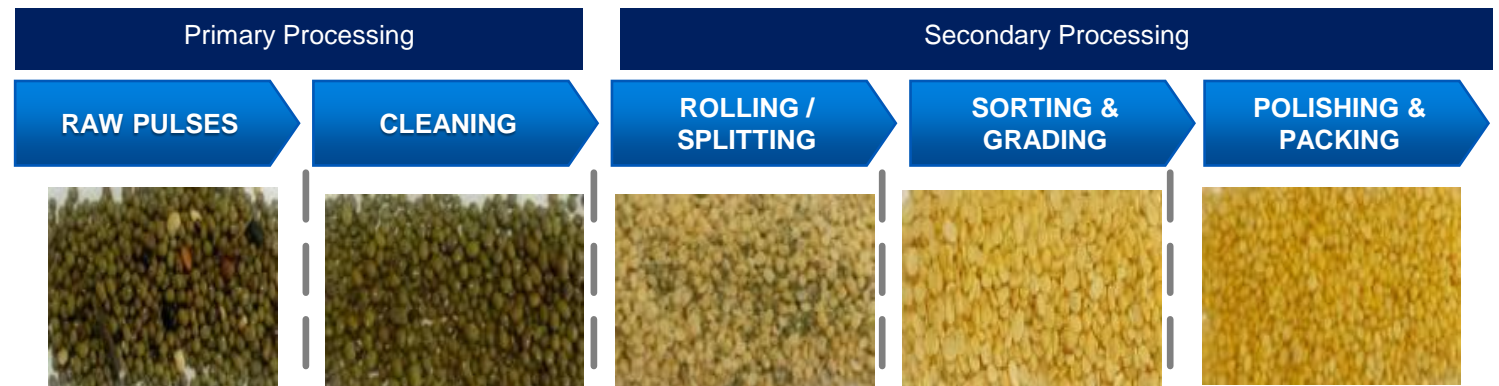 Primary Processing
Secondary Processing
RAW PULSES
CLEANING
ROLLING /
SPLITTING
SORTING &
GRADING
POLISHING &
PACKING